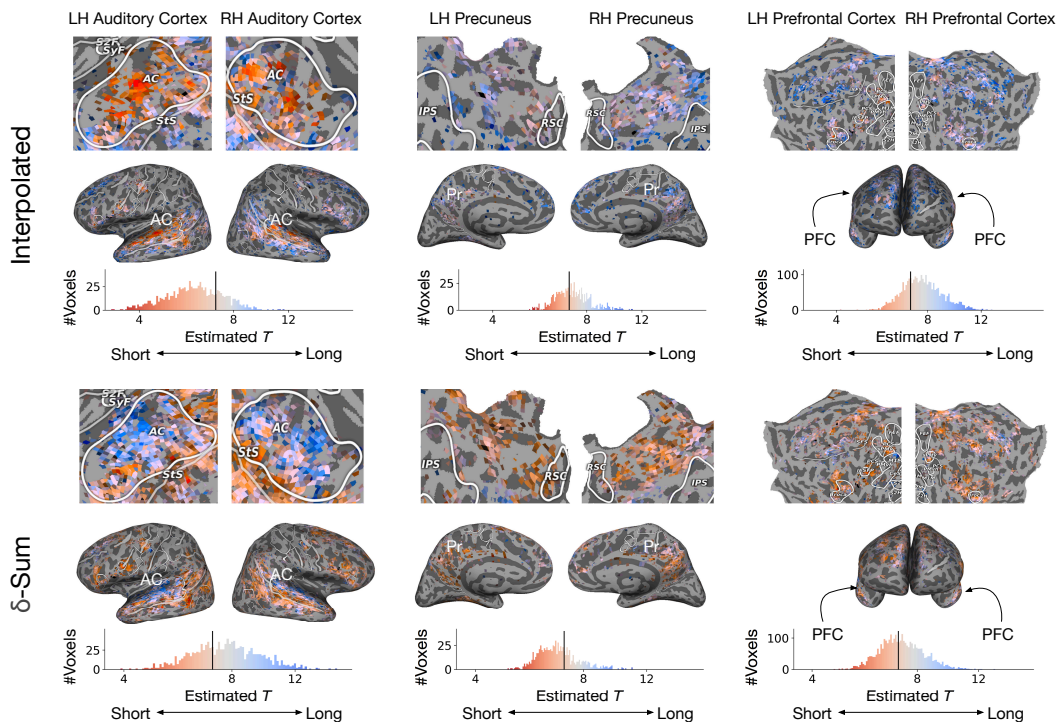 LH Auditory Cortex RH Auditory Cortex LH Precuneus RH Precuneus LH Prefrontal Cortex RH Prefrontal Cortex
Interpolated
SyF
AC
StS
StS
AC
IPS
RSC
RSC
IPS
AC
AC
Pr
Pr
PFC
PFC
#Voxels
25
0
4 8 12
Estimated T
Short Long
#Voxels
25
0
4 8 12
Estimated T
Short Long
#Voxels
100
0
4 8 12
Estimated T
Short Long
δ-Sum
SyF
AC
StS
StS
AC
IPS
RSC
RSC
IPS
AC
AC
Pr
Pr
PFC
PFC
#Voxels
25
0
4 8 12
Estimated T
Short Long
#Voxels
25
0
4 8 12
Estimated T
Short Long
#Voxels
100
0
4 8 12
Estimated T
Short Long